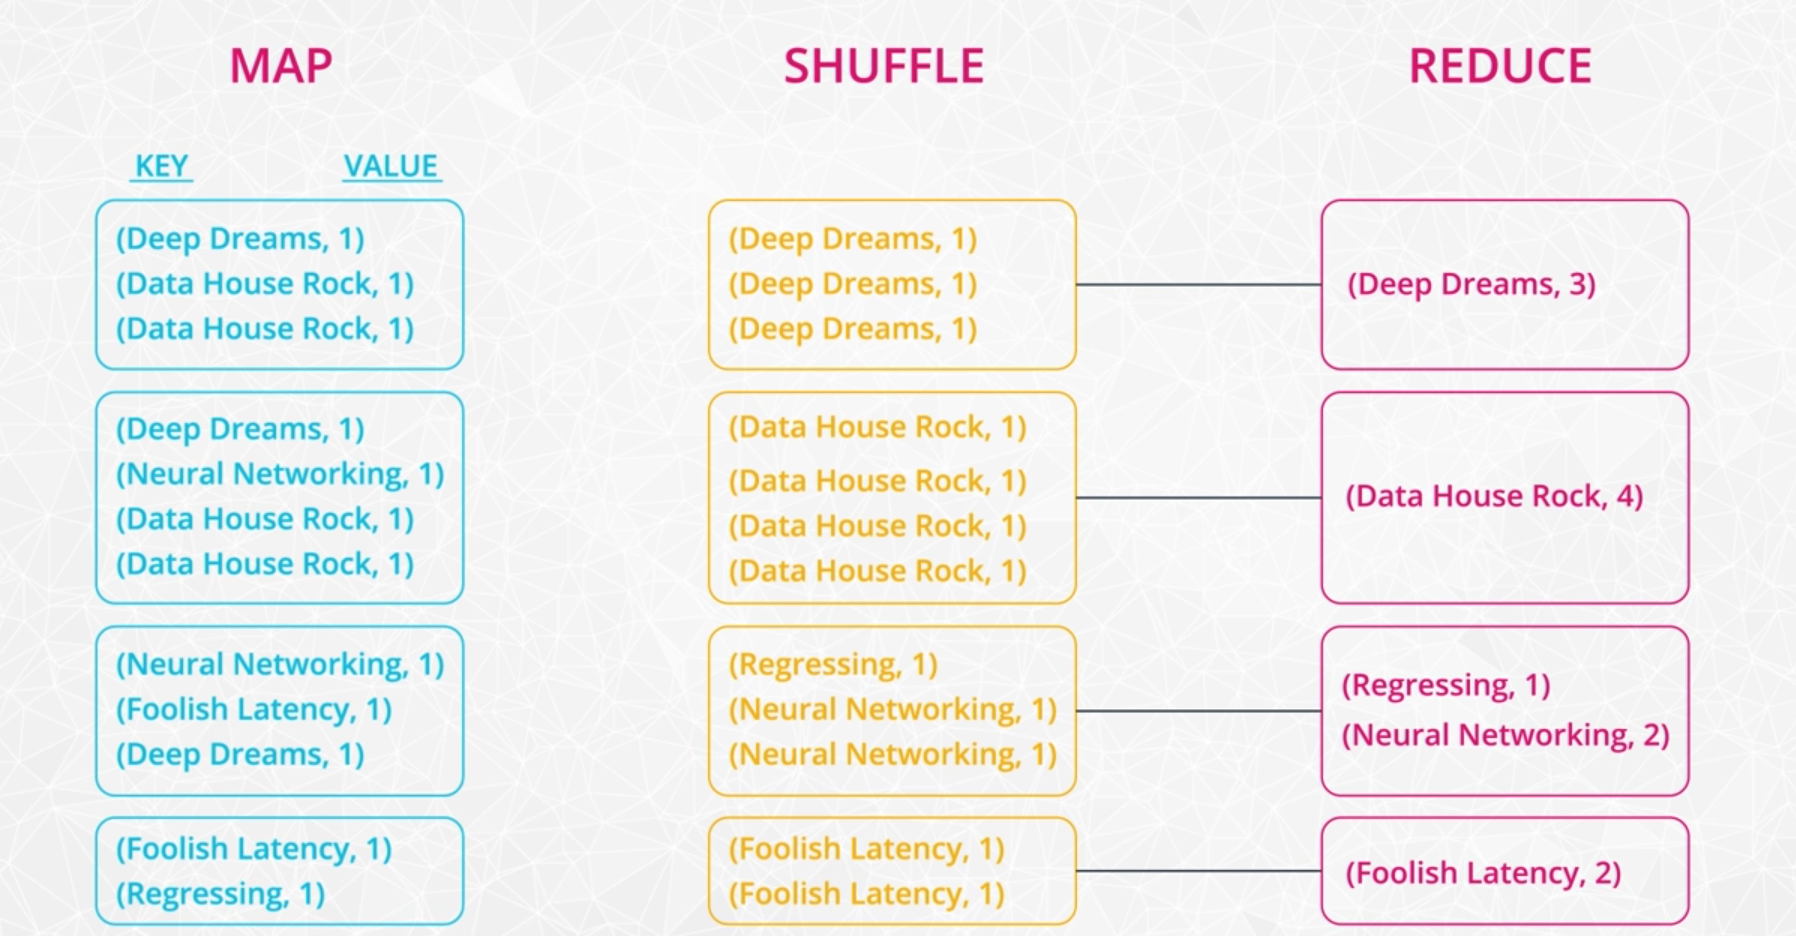 MAP
SHUFFLE
REDUCE
KEY
VALUE
(Deep Dreams, 1)
(Data House Rock, 1)
(Data House Rock, 1)
(Deep Dreams, 1)
(Neural Networking, 1)
(Data House Rock, 1)
(Data House Rock, 1)
(Neural Networking, 1)
(Foolish Latency, 1)
(Deep Dreams, 1)
(Foolish Latency, 1)
(Regressing, 1)
(Deep Dreams, 1)
(Deep Dreams, 1)
(Deep Dreams, 1)
(Data House Rock, 1)
(Data House Rock, 1)
(Data House Rock, 1)
(Data House Rock, 1)
(Regressing, 1)
(Neural Networking, 1)
(Neural Networking, 1)
(Foolish Latency, 1)
(Foolish Latency, 1)
(Deep Dreams, 3)
(Data House Rock, 4)
(Regressing, 1)
(Neural Networking, 2)
(Foolish Latency, 2)